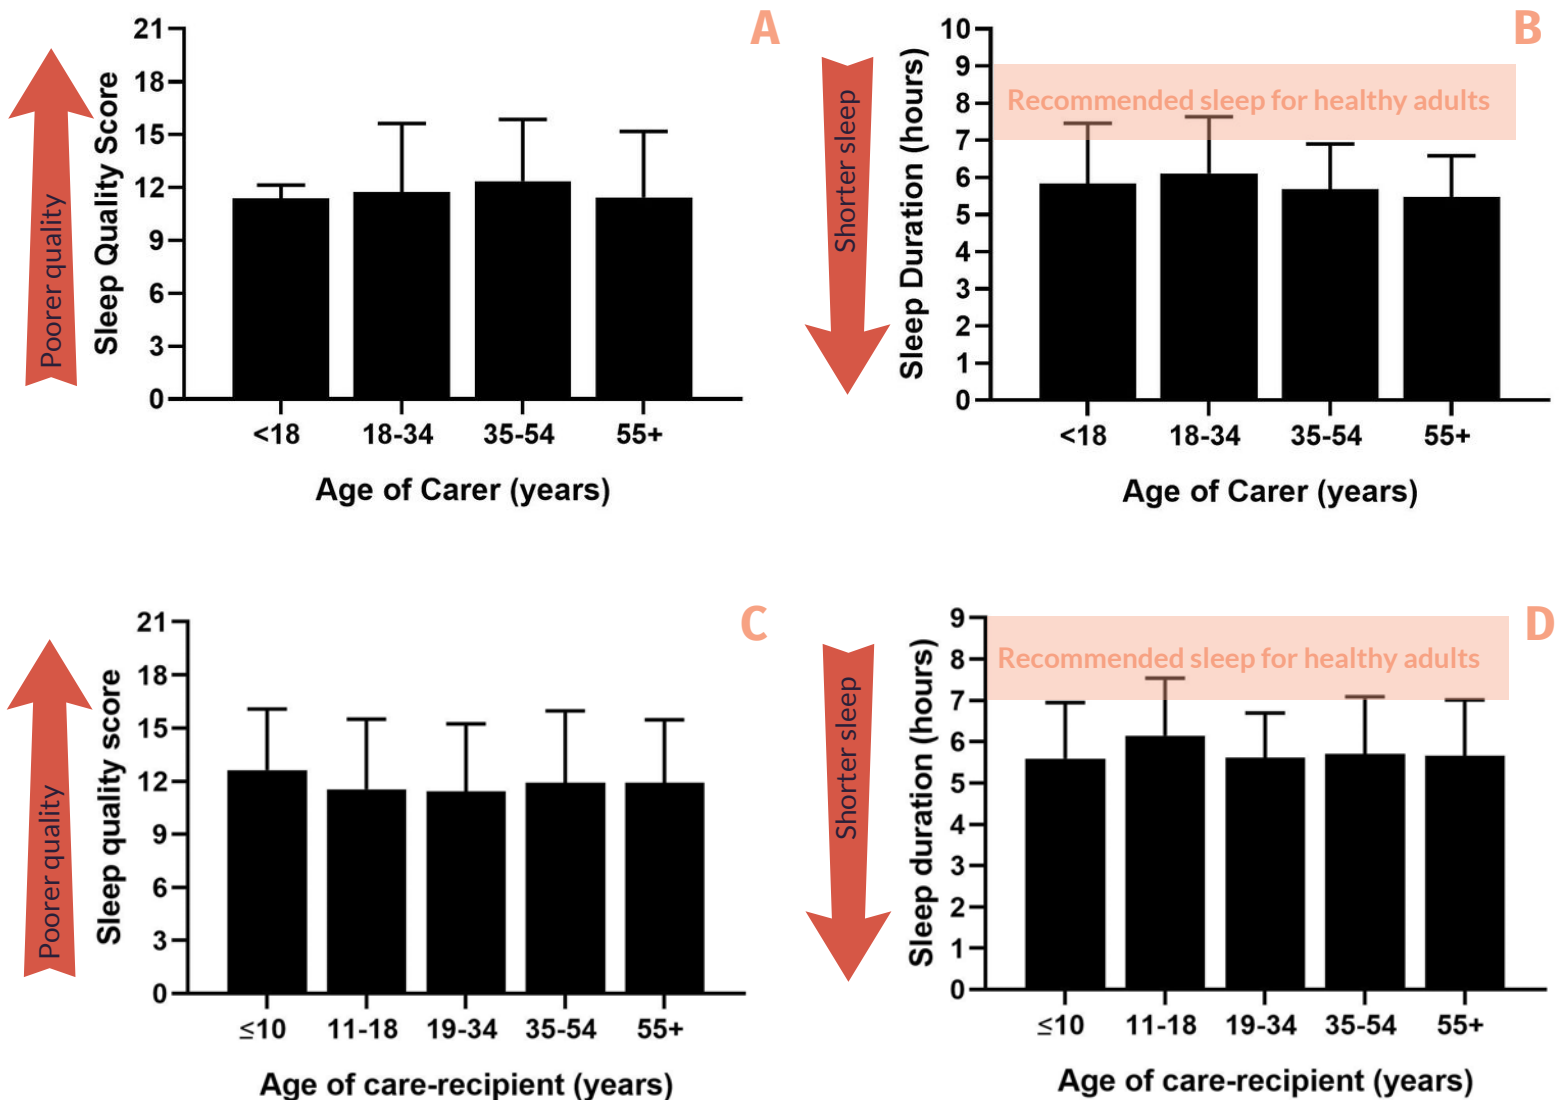 A
Poorer quality
Sleep Quality Score
21
18
15
12
9
6
3
0
<18 18-34 35-54 55+
Age of Carer (years)
B
Shorter sleep
Sleep Duration (hours)
10
9
8
7
6
5
4
3
2
1
0
Recommended sleep for healthy adults
<18 18-34 35-54 55+
Age of Carer (years)
C
Poorer quality
Sleep quality score
21
18
15
12
9
6
3
0
≤10 11-18 19-34 35-54 55+
Age of care-recipient (years)
D
Shorter sleep
Sleep duration (hours)
9
8
7
6
5
4
3
2
1
0
Recommended sleep for healthy adults
≤10 11-18 19-34 35-54 55+
Age of care-recipient (years)